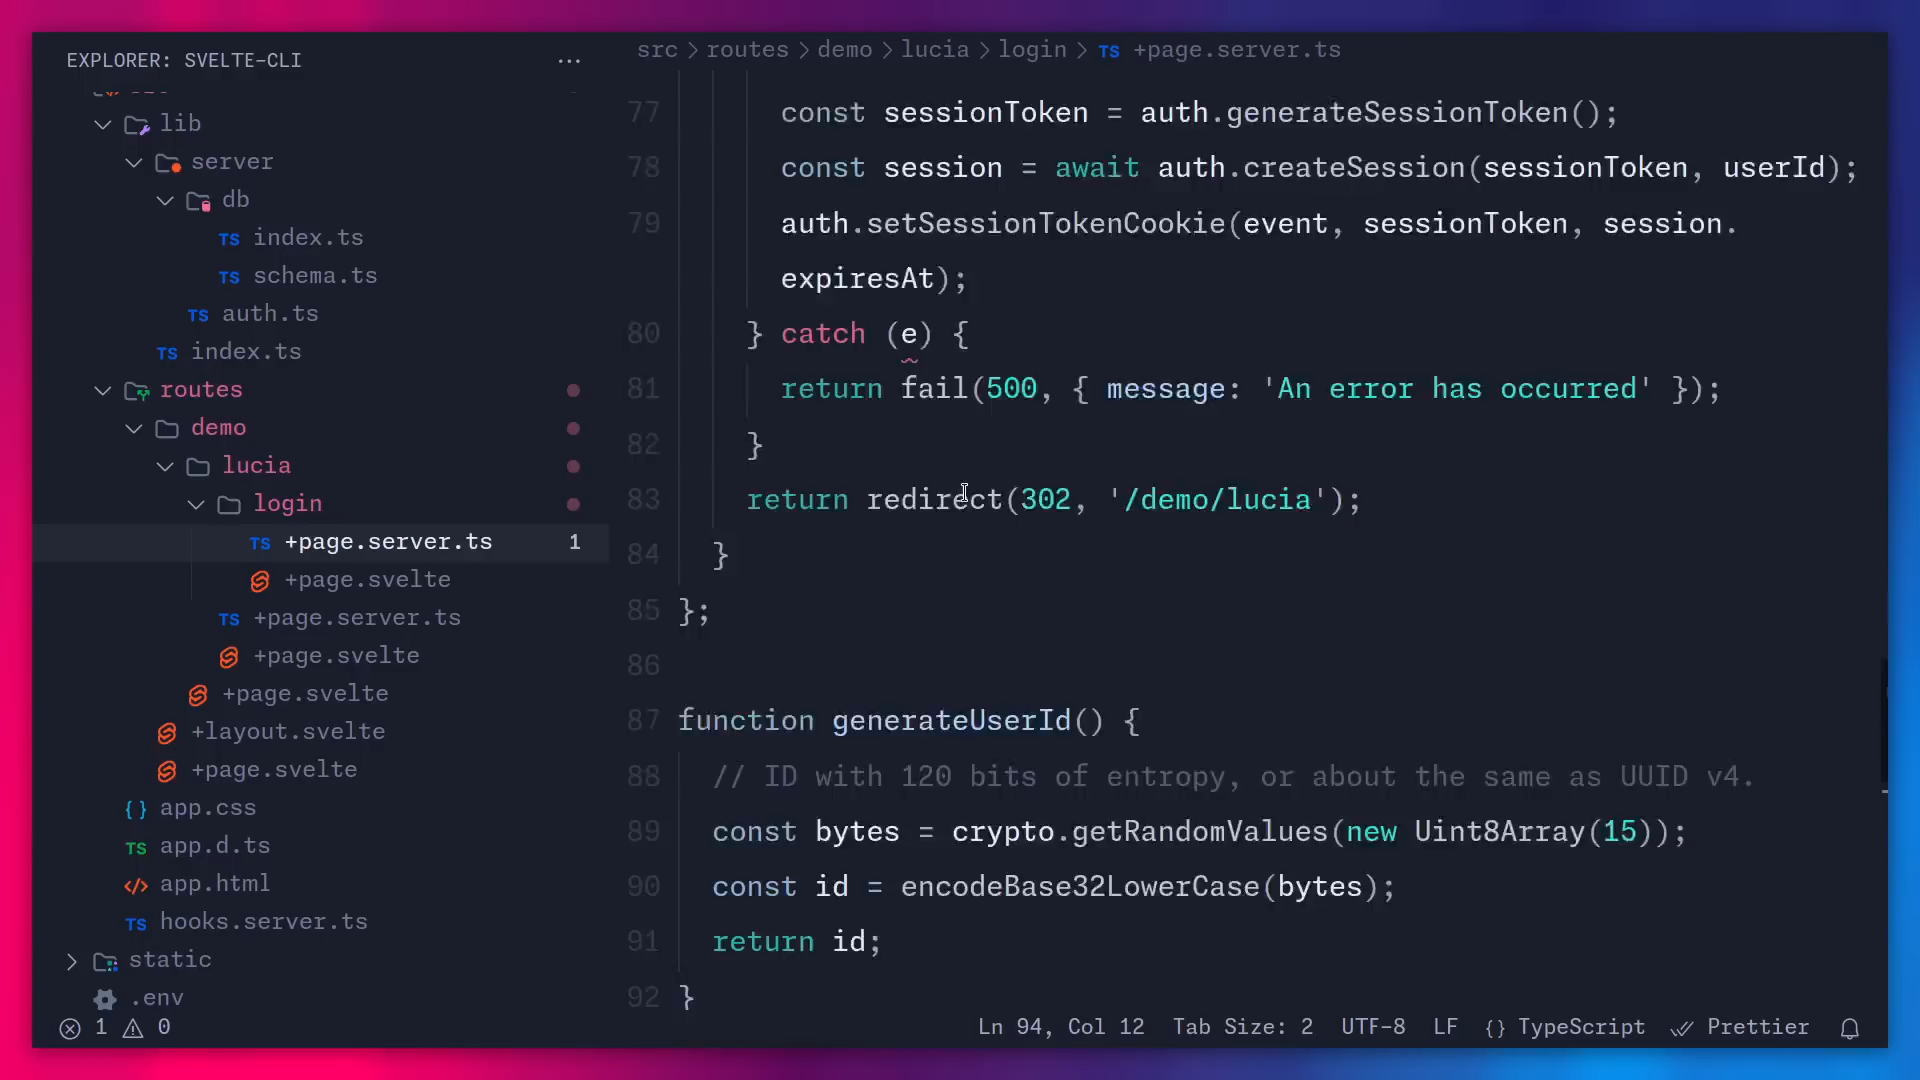 EXPLORER: SVELTE-CLI
lib
server
db
TS index.ts
TS schema.ts
TS auth.ts
TS index.ts
routes
demo
lucia
login
TS +page.server.ts 1
+page.svelte
TS +page.server.ts
+page.svelte
+page.svelte
+layout.svelte
+page.svelte
{} app.css
TS app.d.ts
</> app.html
TS hooks.server.ts
static
.env
src > routes > demo > lucia > login > TS +page.server.ts
77 const sessionToken = auth.generateSessionToken();
78 const session = await auth.createSession(sessionToken, userId);
79 auth.setSessionTokenCookie(event, sessionToken, session.
expiresAt);
80 } catch (e) {
81 return fail(500, { message: 'An error has occurred' });
82 }
83 return redirect(302, '/demo/lucia');
84 }
85 };
86
87 function generateUserId() {
88 // ID with 120 bits of entropy, or about the same as UUID v4.
89 const bytes = crypto.getRandomValues(new Uint8Array(15));
90 const id = encodeBase32LowerCase(bytes);
91 return id;
92 }
1 0 Ln 94, Col 12 Tab Size: 2 UTF-8 LF {} TypeScript Prettier